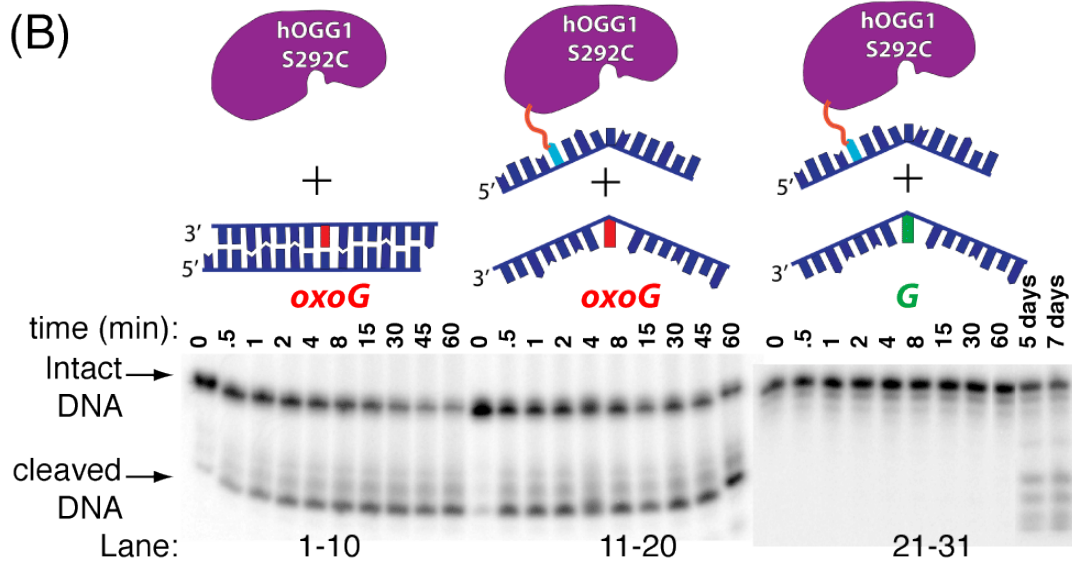 (B)
hOGG1
S292C
hOGG1
S292C
hOGG1
S292C
+ + +
5′ 5′
3′
5′
3′ 3′
oxoG oxoG G
time (min): 0 .5 1 2 4 8 15 30 45 60 0 .5 1 2 4 8 15 30 45 60 0 .5 1 2 4 8 15 30 60 5 days 7 days
Intact
DNA
cleaved
DNA
Lane: 1-10 11-20 21-31